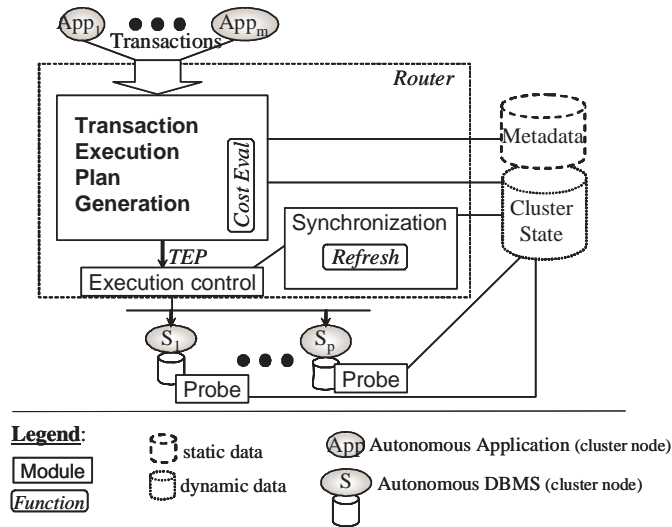 App1 ● ● ● Appm
Transactions
Router
Transaction
Execution
Plan
Generation
Cost Eval
Metadata
Cluster
State
Synchronization
Refresh
TEP
Execution control
S1 ● ● ● Sp
Probe Probe
Legend:
Module
Function
static data
dynamic data
App Autonomous Application (cluster node)
S Autonomous DBMS (cluster node)